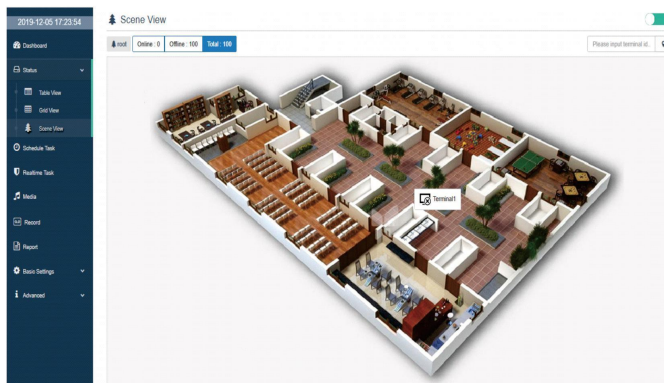 2019-12-05 17:23:54
Scene View
Dashboard
root
Online : 0
Offline : 100
Total : 100
Please input terminal id..
Status
Table View
Grid View
Scene View
Schedule Task
Realtime Task
Terminal1
Media
Record
Report
Basic Settings
Advanced